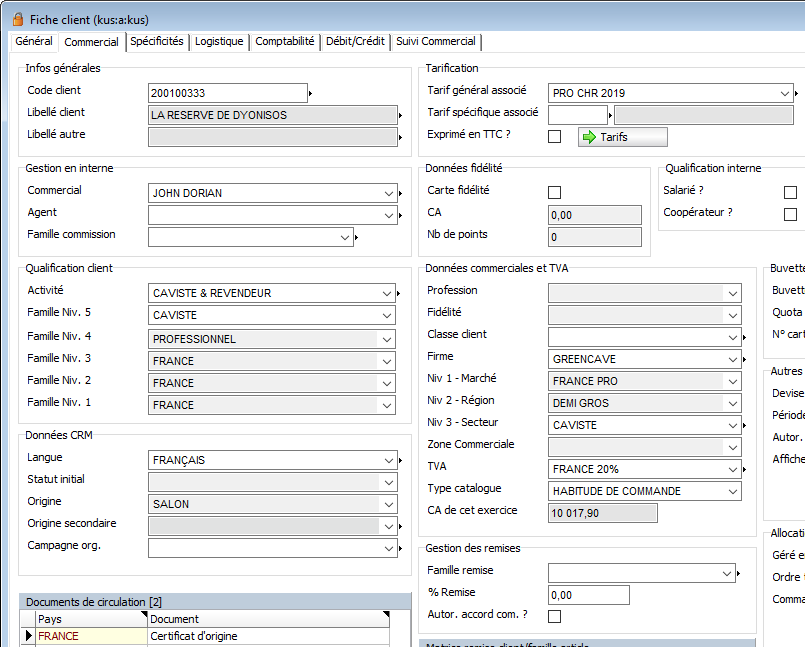 Fiche client (kus:a:kus)
Général Commercial Spécificités Logistique Comptabilité Débit/Crédit Suivi Commercial
Infos générales
Code client 200100333
Libellé client LA RESERVE DE DYONISOS
Libellé autre
Tarification
Tarif général associé PRO CHR 2019
Tarif spécifique associé
Exprimé en TTC ? Tarifs
Gestion en interne
Commercial JOHN DORIAN
Agent
Famille commission
Données fidélité
Carte fidélité
CA 0,00
Nb de points 0
Qualification interne
Salarié ?
Coopérateur ?
Qualification client
Activité CAVISTE & REVENDEUR
Famille Niv. 5 CAVISTE
Famille Niv. 4 PROFESSIONNEL
Famille Niv. 3 FRANCE
Famille Niv. 2 FRANCE
Famille Niv. 1 FRANCE
Données CRM
Langue FRANÇAIS
Statut initial
Origine SALON
Origine secondaire
Campagne org.
Données commerciales et TVA
Profession
Fidélité
Classe client
Firme GREENCAVE
Niv 1 - Marché FRANCE PRO
Niv 2 - Région DEMI GROS
Niv 3 - Secteur CAVISTE
Zone Commerciale
TVA FRANCE 20%
Type catalogue HABITUDE DE COMMANDE
CA de cet exercice 10 017,90
Gestion des remises
Famille remise
% Remise 0,00
Autor. accord com. ?
Buvette
Buvett
Quota
N° cart
Autres
Devise
Période
Autor.
Affiche
Allocati
Géré e
Ordre
Comma
Documents de circulation [2]
Pays Document
FRANCE Certificat d'origine
Matrice remise client/famille article